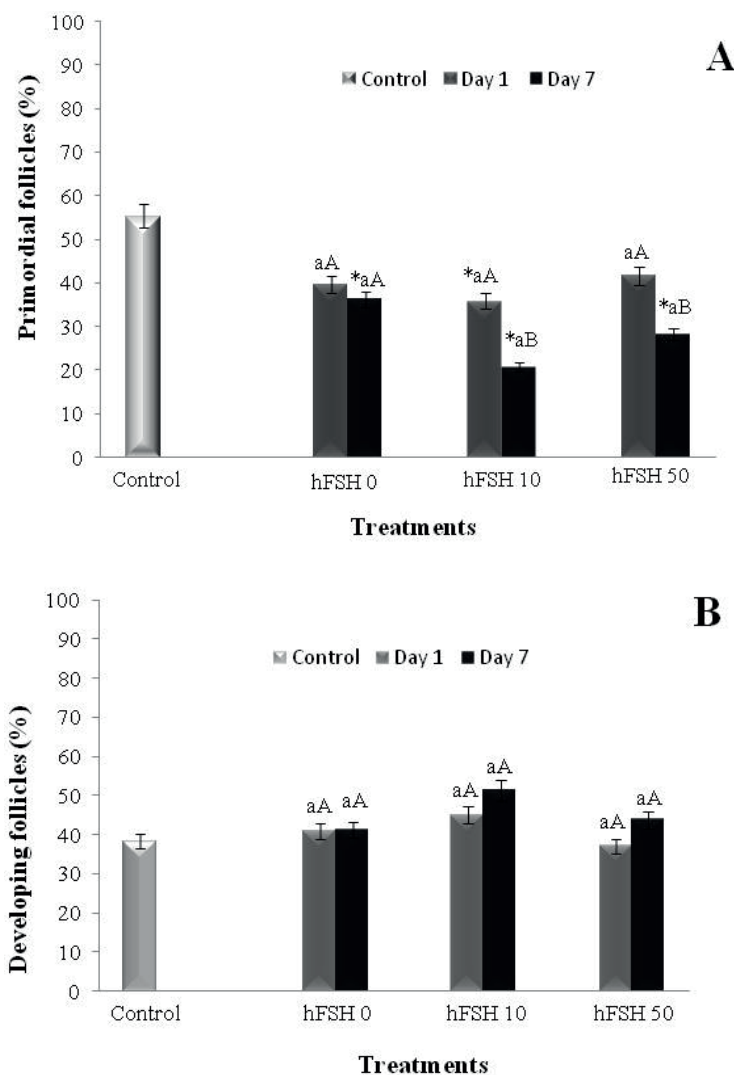 A
Control Day 1 Day 7
Primordial follicles (%)
100
90
80
70
60
50
40
30
20
10
0
aA
*aA
*aA
*aB
aA
*aB
Control hFSH 0 hFSH 10 hFSH 50
Treatments
B
Control Day 1 Day 7
Developing follicles (%)
100
90
80
70
60
50
40
30
20
10
0
aA aA
aA aA
aA aA
Control hFSH 0 hFSH 10 hFSH 50
Treatments